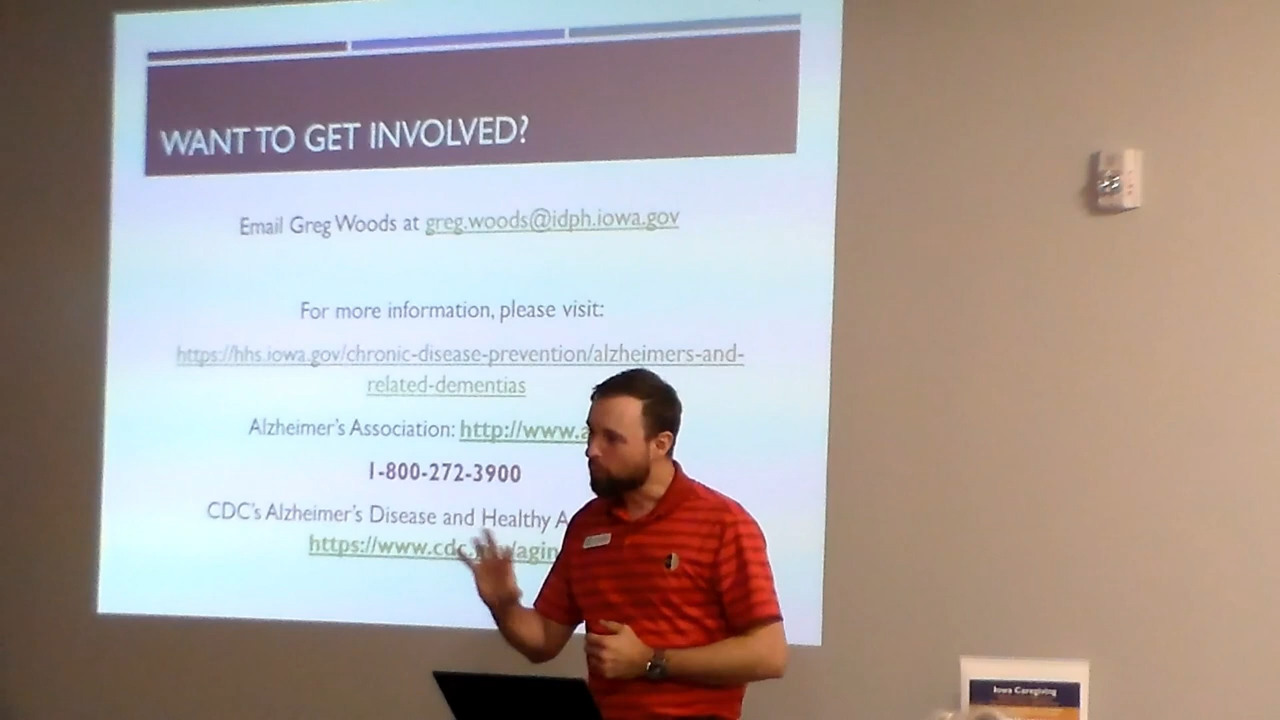 WANT TO GET INVOLVED?
Email Greg Woods at greg.woods@idph.iowa.gov
For more information, please visit:
https://hhs.iowa.gov/chronic-disease-prevention/alzheimers-and-
related-dementias
Alzheimer's Association: http://www.a
1-800-272-3900
CDC's Alzheimer's Disease and Healthy A
https://www.cdc.gov/agin
Iowa Caregiving